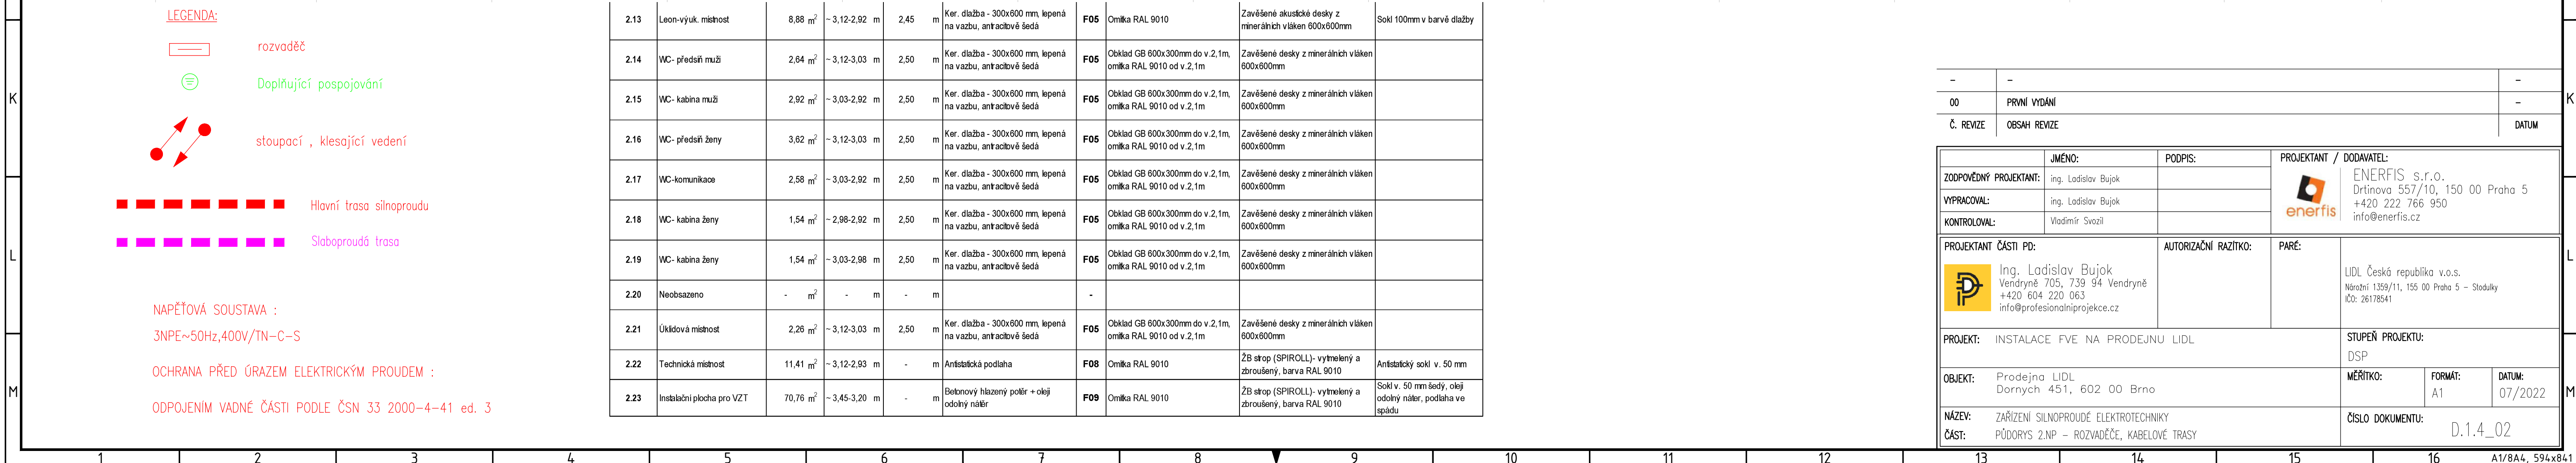 LEGENDA:
rozvaděč
Doplňující pospojování
stoupací , klesající vedení
Hlavní trasa silnoproudu
Slaboproudá trasa
NAPĚŤOVÁ SOUSTAVA :
3NPE~50Hz,400V/TN-C-S
OCHRANA PŘED ÚRAZEM ELEKTRICKÝM PROUDEM :
ODPOJENÍM VADNÉ ČÁSTI PODLE ČSN 33 2000-4-41 ed. 3
2.13 Leon-výuk. místnost 8,88 m² ~ 3,12-2,92 m 2,45 m Ker. dlažba - 300x600 mm, lepená na vazbu, antracitově šedá F05 Omítka RAL 9010 Zavěšené akustické desky z minerálních vláken 600x600mm Sokl 100mm v barvě dlažby
2.14 WC- předsíň muži 2,64 m² ~ 3,12-3,03 m 2,50 m Ker. dlažba - 300x600 mm, lepená na vazbu, antracitově šedá F05 Obklad GB 600x300mm do v.2,1m, omítka RAL 9010 od v.2,1m Zavěšené desky z minerálních vláken 600x600mm
2.15 WC- kabina muži 2,92 m² ~ 3,03-2,92 m 2,50 m Ker. dlažba - 300x600 mm, lepená na vazbu, antracitově šedá F05 Obklad GB 600x300mm do v.2,1m, omítka RAL 9010 od v.2,1m Zavěšené desky z minerálních vláken 600x600mm
2.16 WC- předsíň ženy 3,62 m² ~ 3,12-3,03 m 2,50 m Ker. dlažba - 300x600 mm, lepená na vazbu, antracitově šedá F05 Obklad GB 600x300mm do v.2,1m, omítka RAL 9010 od v.2,1m Zavěšené desky z minerálních vláken 600x600mm
2.17 WC-komunikace 2,58 m² ~ 3,03-2,92 m 2,50 m Ker. dlažba - 300x600 mm, lepená na vazbu, antracitově šedá F05 Obklad GB 600x300mm do v.2,1m, omítka RAL 9010 od v.2,1m Zavěšené desky z minerálních vláken 600x600mm
2.18 WC- kabina ženy 1,54 m² ~ 2,98-2,92 m 2,50 m Ker. dlažba - 300x600 mm, lepená na vazbu, antracitově šedá F05 Obklad GB 600x300mm do v.2,1m, omítka RAL 9010 od v.2,1m Zavěšené desky z minerálních vláken 600x600mm
2.19 WC- kabina ženy 1,54 m² ~ 3,03-2,98 m 2,50 m Ker. dlažba - 300x600 mm, lepená na vazbu, antracitově šedá F05 Obklad GB 600x300mm do v.2,1m, omítka RAL 9010 od v.2,1m Zavěšené desky z minerálních vláken 600x600mm
2.20 Neobsazeno - m² - m - m -
2.21 Úklidová místnost 2,26 m² ~ 3,12-3,03 m 2,50 m Ker. dlažba - 300x600 mm, lepená na vazbu, antracitově šedá F05 Obklad GB 600x300mm do v.2,1m, omítka RAL 9010 od v.2,1m Zavěšené desky z minerálních vláken 600x600mm
2.22 Technická místnost 11,41 m² ~ 3,12-2,93 m - m Antistatická podlaha F08 Omítka RAL 9010 ŽB strop (SPIROLL)- vytmelený a zbroušený, barva RAL 9010 Antistatický sokl v. 50 mm
2.23 Instalační plocha pro VZT 70,76 m² ~ 3,45-3,20 m - m Betonový hlazený potěr + oleji odolný nátěr F09 Omítka RAL 9010 ŽB strop (SPIROLL)- vytmelený a zbroušený, barva RAL 9010 Sokl v. 50 mm šedý, oleji odolný náter, podlaha ve spádu
- - -
00 PRVNÍ VYDÁNÍ -
Č. REVIZE OBSAH REVIZE DATUM
JMÉNO: PODPIS: PROJEKTANT / DODAVATEL:
ZODPOVĚDNÝ PROJEKTANT: ing. Ladislav Bujok
VYPRACOVAL: ing. Ladislav Bujok
KONTROLOVAL: Vladimír Svozil
enerfis
ENERFIS s.r.o.
Drtinova 557/10, 150 00 Praha 5
+420 222 766 950
info@enerfis.cz
PROJEKTANT ČÁSTI PD: AUTORIZAČNÍ RAZÍTKO: PARÉ:
Ing. Ladislav Bujok
Vendryně 705, 739 94 Vendryně
+420 604 220 063
info@profesionalniprojekce.cz
LIDL Česká republika v.o.s.
Nárožní 1359/11, 155 00 Praha 5 - Stodulky
IČO: 26178541
PROJEKT: INSTALACE FVE NA PRODEJNU LIDL
STUPEŇ PROJEKTU:
DSP
OBJEKT: Prodejna LIDL
Dornych 451, 602 00 Brno
MĚŘÍTKO: FORMÁT: DATUM:
A1 07/2022
NÁZEV: ZAŘÍZENÍ SILNOPROUDÉ ELEKTROTECHNIKY
ČÁST: PŮDORYS 2.NP - ROZVADĚČE, KABELOVÉ TRASY
ČÍSLO DOKUMENTU:
D.1.4_02
K L M
K L M
1 2 3 4 5 6 7 8 9 10 11 12 13 14 15 16
A1/8A4, 594x841